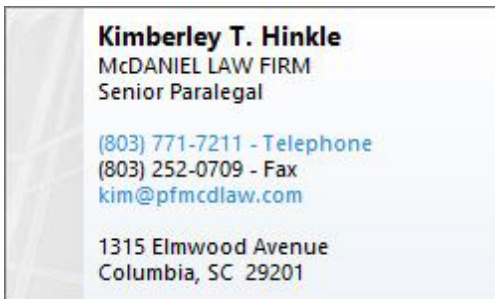 Kimberley T. Hinkle
McDANIEL LAW FIRM
Senior Paralegal
(803) 771-7211 - Telephone
(803) 252-0709 - Fax
kim@pfmcdlaw.com
1315 Elmwood Avenue
Columbia, SC  29201